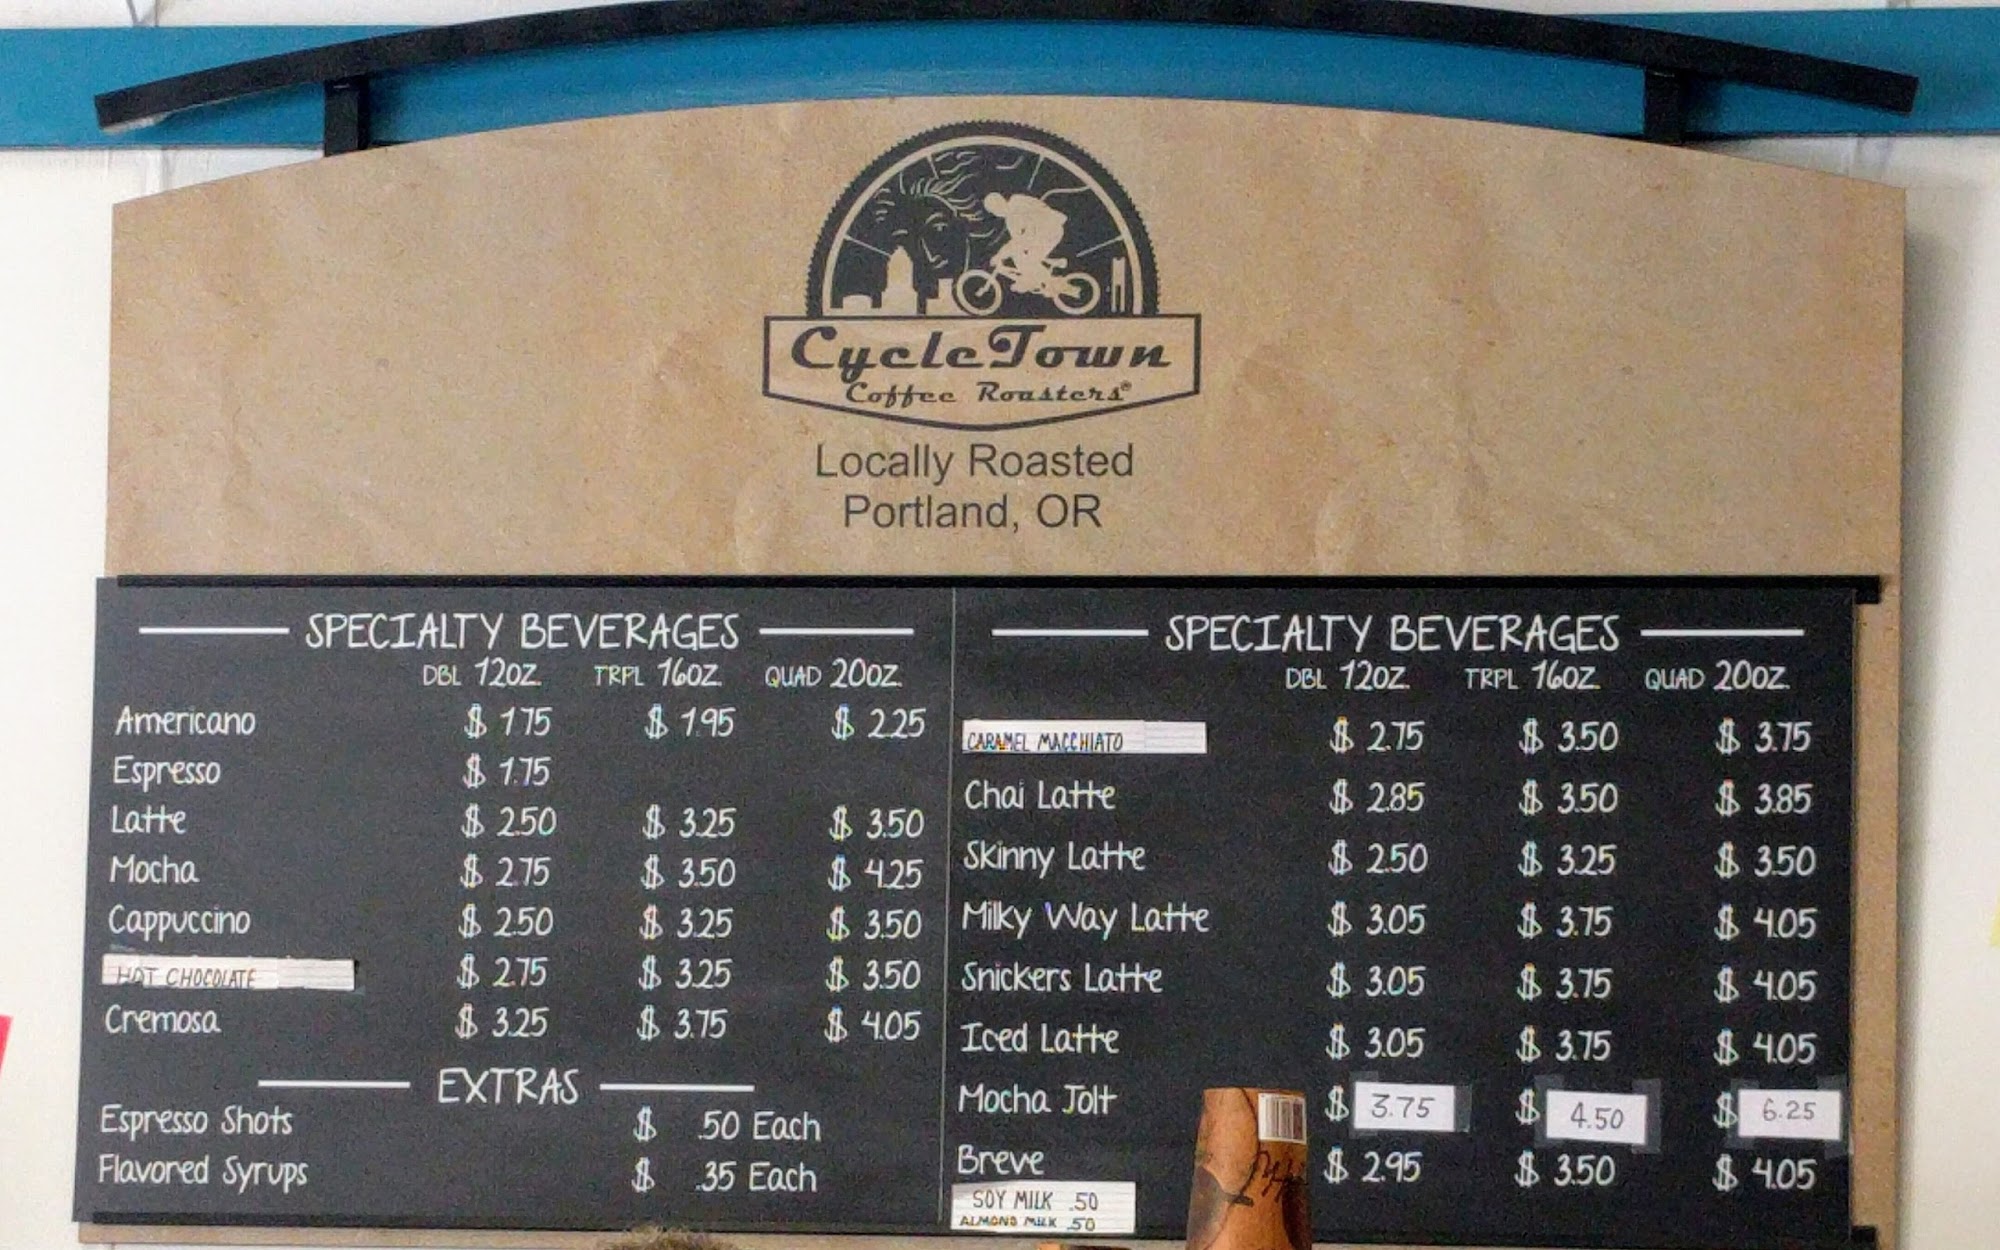 CycleTown
Coffee Roasters®
Locally Roasted
Portland, OR
SPECIALTY BEVERAGES
DBL 12OZ. TRPL 16OZ. QUAD 20OZ.
Americano $ 1.75 $ 1.95 $ 2.25
Espresso $ 1.75
Latte $ 2.50 $ 3.25 $ 3.50
Mocha $ 2.75 $ 3.50 $ 4.25
Cappuccino $ 2.50 $ 3.25 $ 3.50
HOT CHOCOLATE $ 2.75 $ 3.25 $ 3.50
Cremosa $ 3.25 $ 3.75 $ 4.05
EXTRAS
Espresso Shots $ .50 Each
Flavored Syrups $ .35 Each
SPECIALTY BEVERAGES
DBL 12OZ. TRPL 16OZ. QUAD 20OZ.
CARAMEL MACCHIATO $ 2.75 $ 3.50 $ 3.75
Chai Latte $ 2.85 $ 3.50 $ 3.85
Skinny Latte $ 2.50 $ 3.25 $ 3.50
Milky Way Latte $ 3.05 $ 3.75 $ 4.05
Snickers Latte $ 3.05 $ 3.75 $ 4.05
Iced Latte $ 3.05 $ 3.75 $ 4.05
Mocha Jolt $ 3.75 $ 4.50 $ 6.25
Breve $ 2.95 $ 3.50 $ 4.05
SOY MILK .50
ALMOND MILK .50